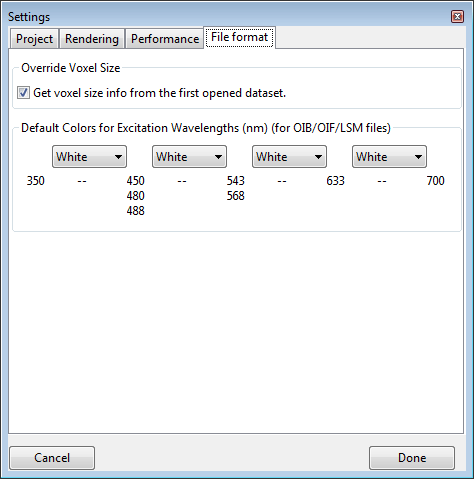 Settings
Project Rendering Performance File format
Override Voxel Size
Get voxel size info from the first opened dataset.
Default Colors for Excitation Wavelengths (nm) (for OIB/OIF/LSM files)
White White White White
350 -- 450 -- 543 -- 633 -- 700
480 568
488
Cancel Done